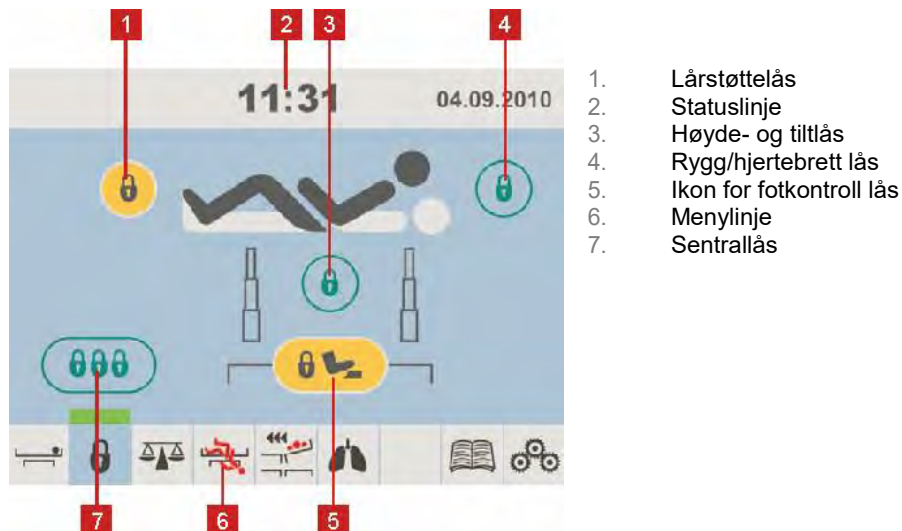 1 2 3 4
11:31 04.09.2010
7 6 5
1. Lårstøttelås
2. Statuslinje
3. Høyde- og tiltlås
4. Rygg/hjertebrett lås
5. Ikon for fotkontroll lås
6. Menylinje
7. Sentrallås